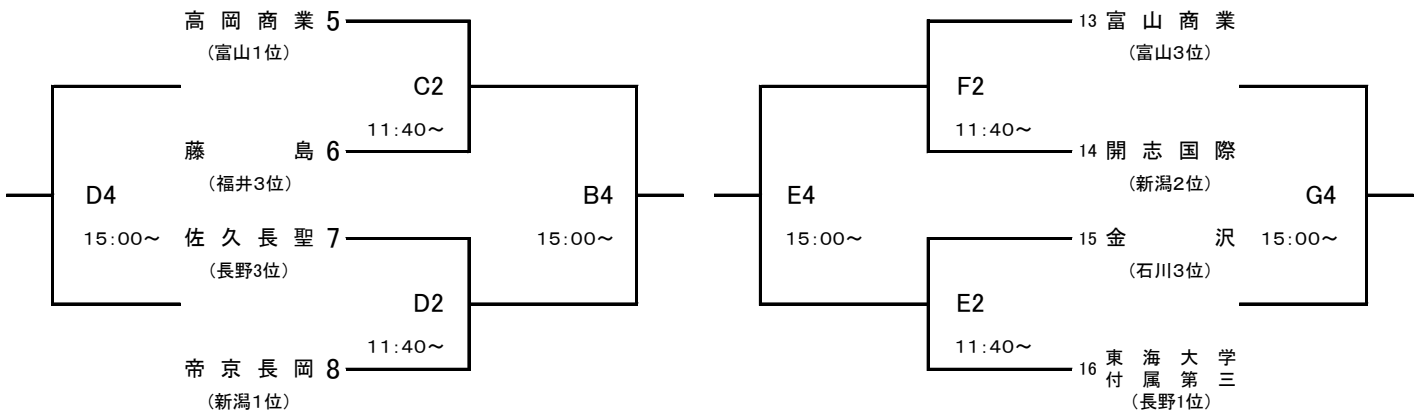 高岡商業 5
(富山1位)
C2
11:40～
藤島 6
(福井3位)
D4
15:00～
B4
15:00～
佐久長聖 7
(長野3位)
D2
11:40～
帝京長岡 8
(新潟1位)
13 富山商業
(富山3位)
F2
11:40～
14 開志国際
(新潟2位)
E4
15:00～
G4
15:00～
15 金沢
(石川3位)
E2
11:40～
16 東海大学
付属第三
(長野1位)